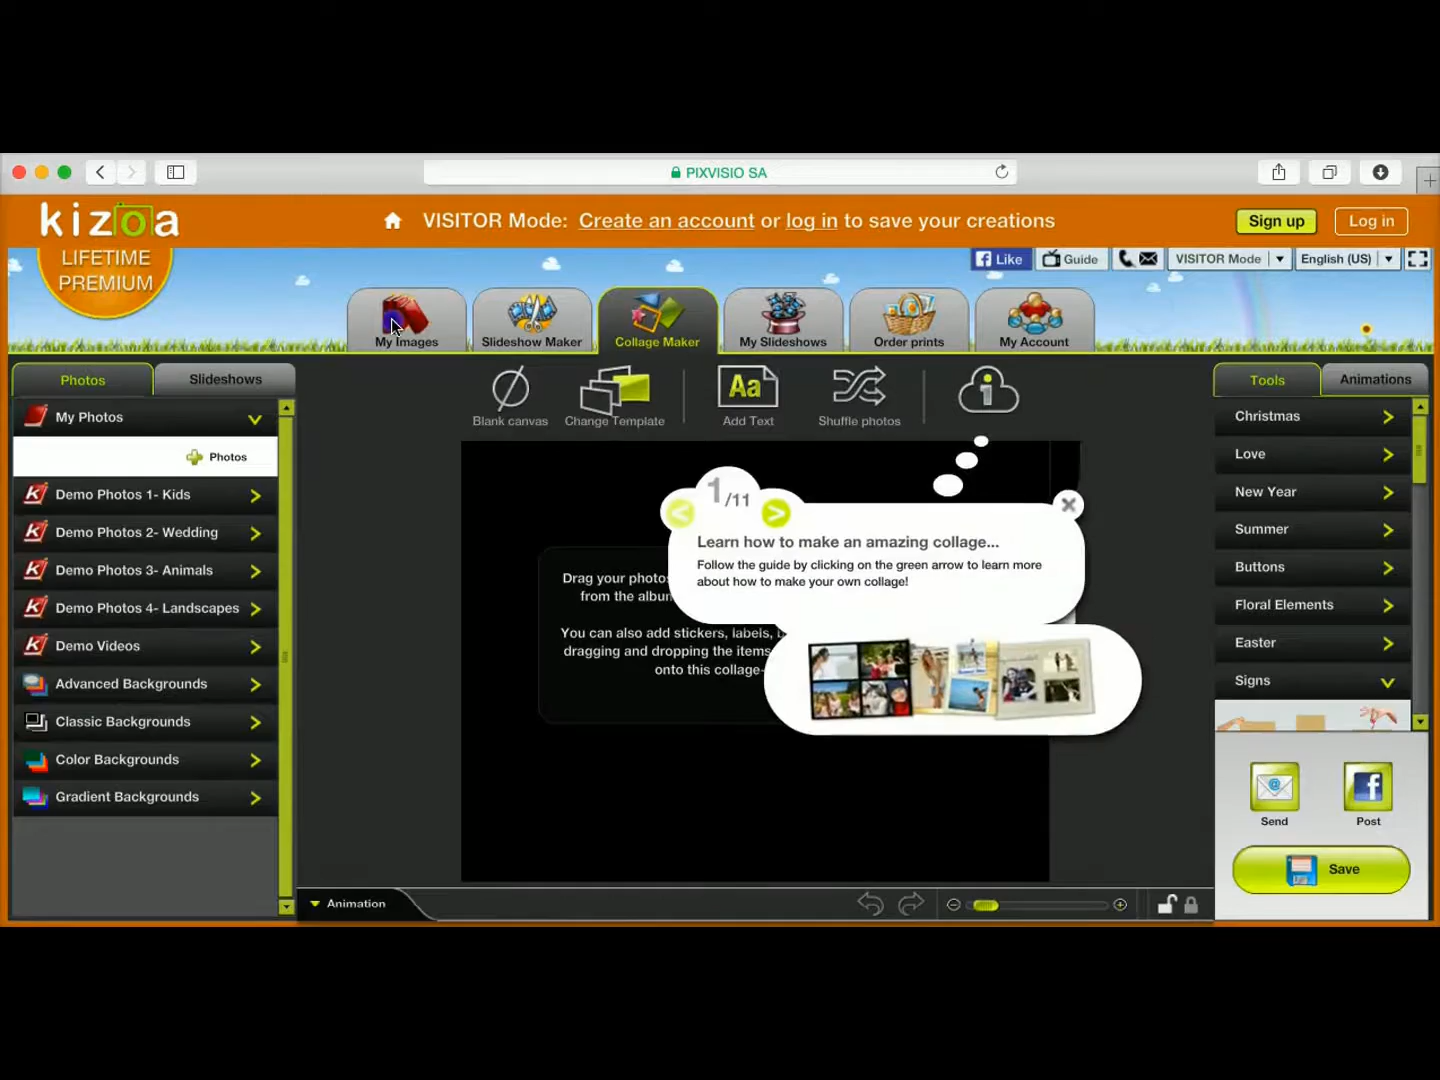 PIXVISIO SA
kizoa
VISITOR Mode: Create an account or log in to save your creations
Sign up
Log in
LIFETIME
PREMIUM
Like
Guide
VISITOR Mode
English (US)
My Images
Slideshow Maker
Collage Maker
My Slideshows
Order prints
My Account
Photos
Slideshows
My Photos
Photos
Demo Photos 1- Kids
Demo Photos 2- Wedding
Demo Photos 3- Animals
Demo Photos 4- Landscapes
Demo Videos
Advanced Backgrounds
Classic Backgrounds
Color Backgrounds
Gradient Backgrounds
Blank canvas
Change Template
Aa
Add Text
Shuffle photos
1/11
Learn how to make an amazing collage...
Follow the guide by clicking on the green arrow to learn more
about how to make your own collage!
Drag your photos
from the album
You can also add stickers, labels,
dragging and dropping the items
onto this collage-
Animation
Tools
Animations
Christmas
Love
New Year
Summer
Buttons
Floral Elements
Easter
Signs
Send
Post
Save